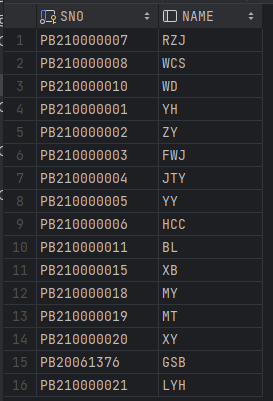 SNO NAME
1 PB210000007 RZJ
2 PB210000008 WCS
3 PB210000010 WD
4 PB210000001 YH
5 PB210000002 ZY
6 PB210000003 FWJ
7 PB210000004 JTY
8 PB210000005 YY
9 PB210000006 HCC
10 PB210000011 BL
11 PB210000015 XB
12 PB210000018 MY
13 PB210000019 MT
14 PB210000020 XY
15 PB20061376 GSB
16 PB210000021 LYH